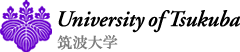 University of Tsukuba
筑波大学